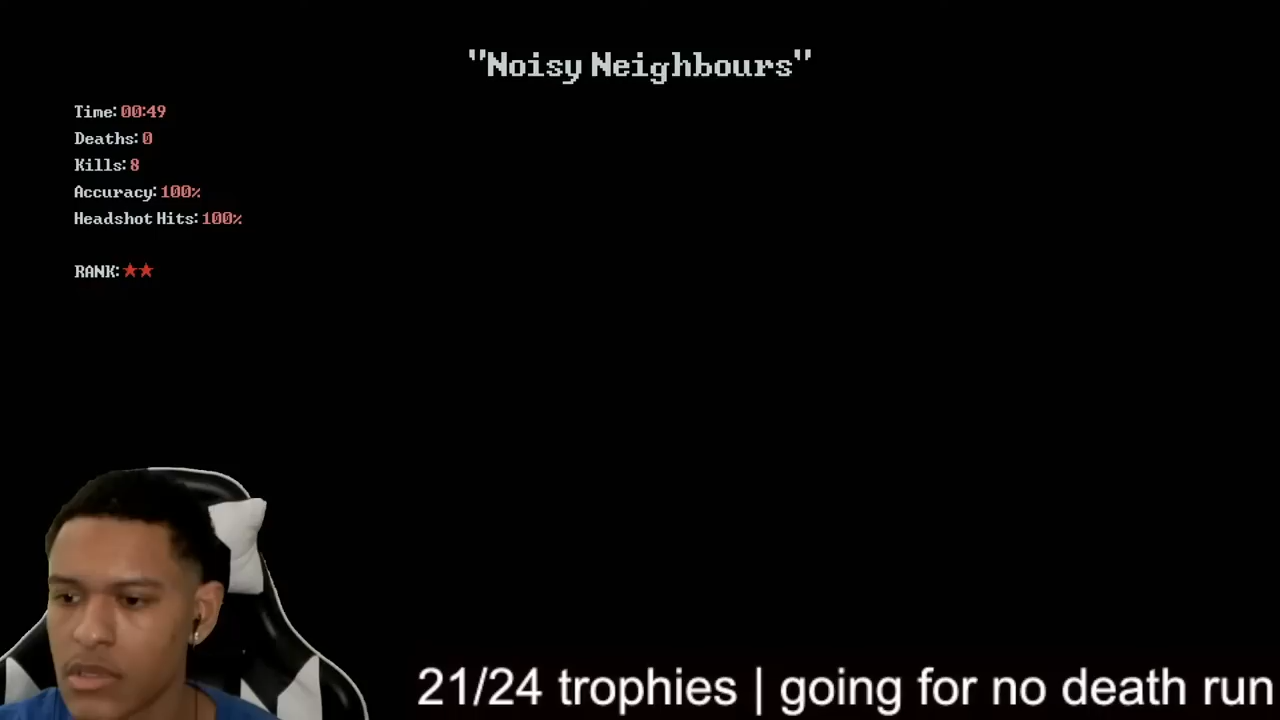 "Noisy Neighbours"
Time: 00:49
Deaths: 0
Kills: 8
Accuracy: 100%
Headshot Hits: 100%
RANK: ★★
21/24 trophies | going for no death run